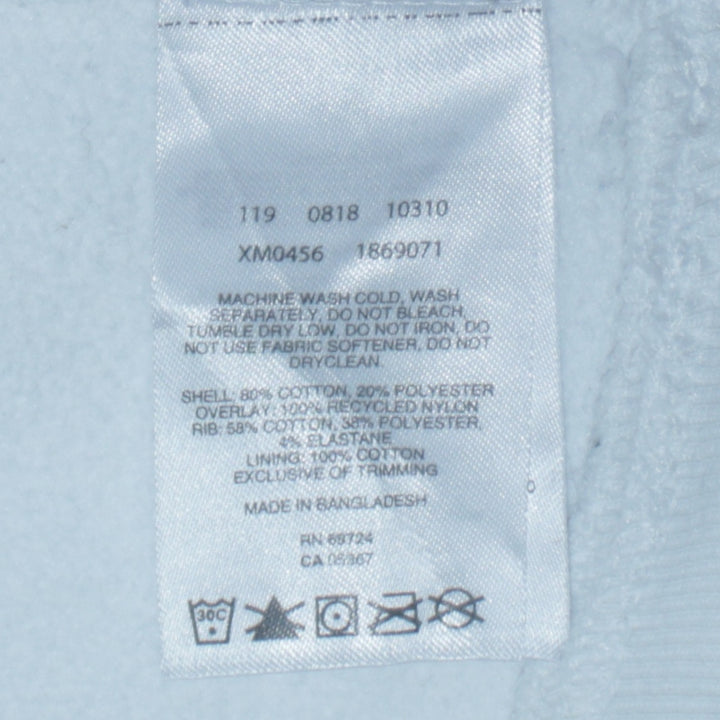 119 0818 10310
XM0456 1869071
MACHINE WASH COLD, WASH
SEPARATELY, DO NOT BLEACH,
TUMBLE DRY LOW, DO NOT IRON, DO
NOT USE FABRIC SOFTENER, DO NOT
DRYCLEAN.
SHELL: 80% COTTON, 20% POLYESTER
OVERLAY: 100% RECYCLED NYLON
RIB: 58% COTTON, 38% POLYESTER,
4% ELASTANE
LINING: 100% COTTON
EXCLUSIVE OF TRIMMING
MADE IN BANGLADESH
RN 69724
CA 05367
30C